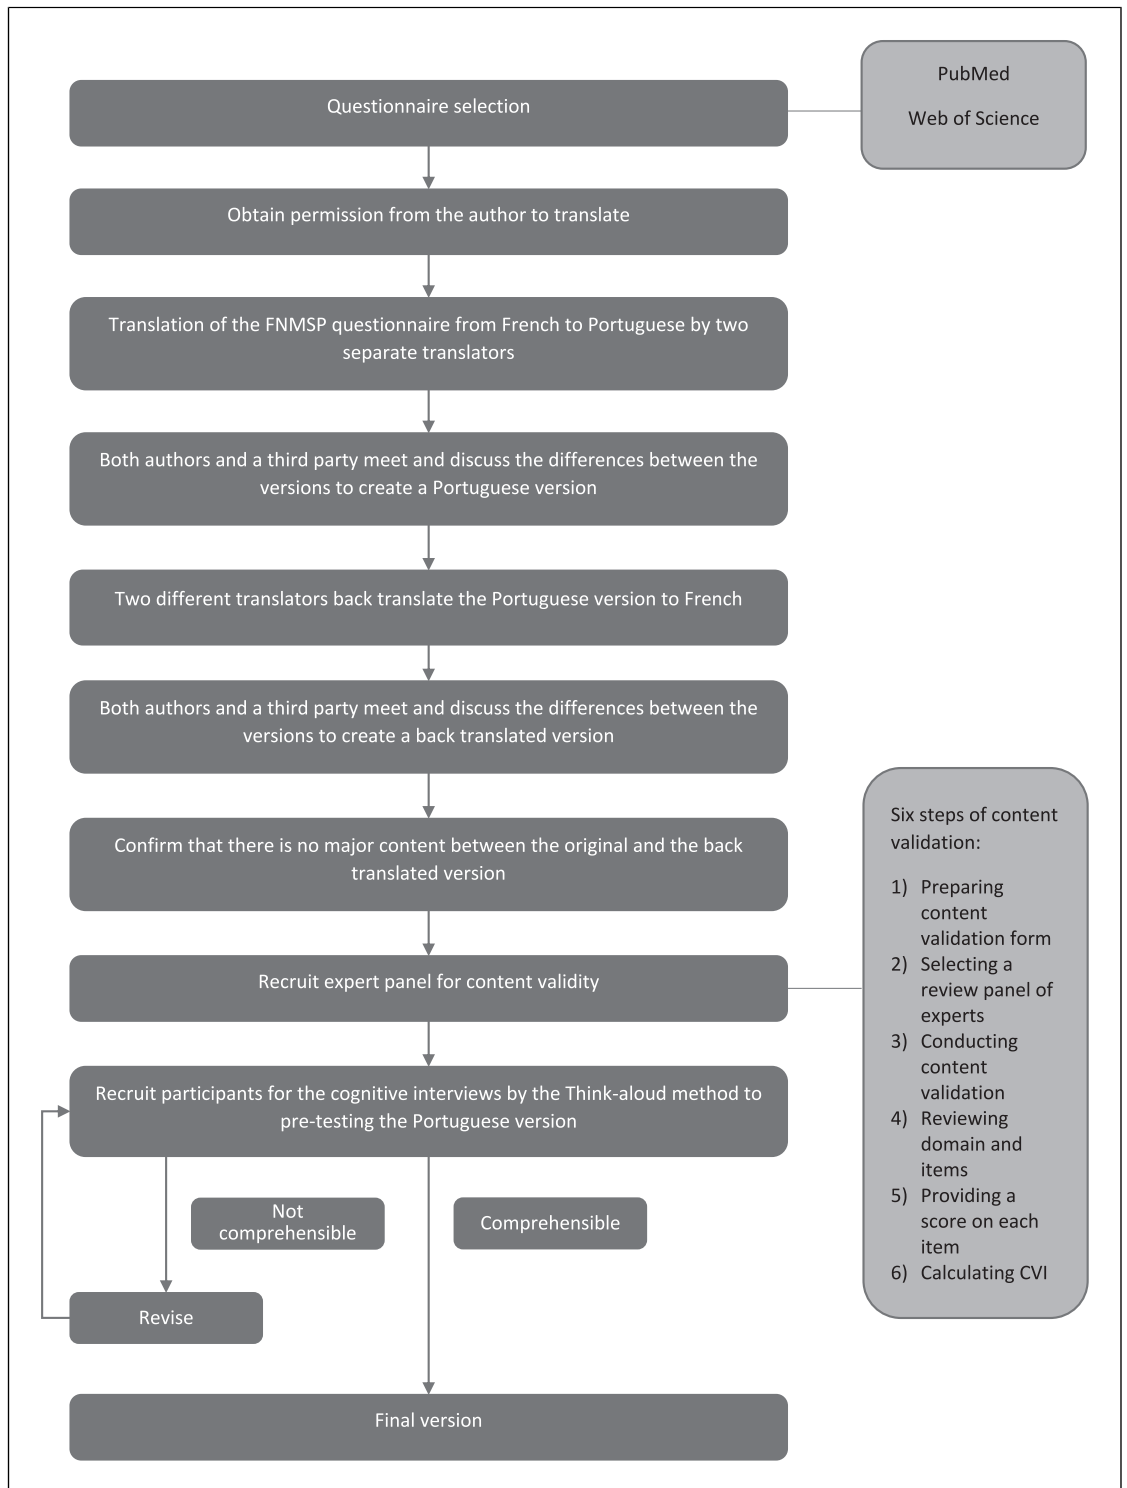 Questionnaire selection
PubMed
Web of Science
Obtain permission from the author to translate
Translation of the FNMSP questionnaire from French to Portuguese by two
separate translators
Both authors and a third party meet and discuss the differences between the
versions to create a Portuguese version
Two different translators back translate the Portuguese version to French
Both authors and a third party meet and discuss the differences between the
versions to create a back translated version
Confirm that there is no major content between the original and the back
translated version
Recruit expert panel for content validity
Six steps of content
validation:
1) Preparing
content
validation form
2) Selecting a
review panel of
experts
3) Conducting
content
validation
4) Reviewing
domain and
items
5) Providing a
score on each
item
6) Calculating CVI
Recruit participants for the cognitive interviews by the Think-aloud method to
pre-testing the Portuguese version
Not
comprehensible
Comprehensible
Revise
Final version